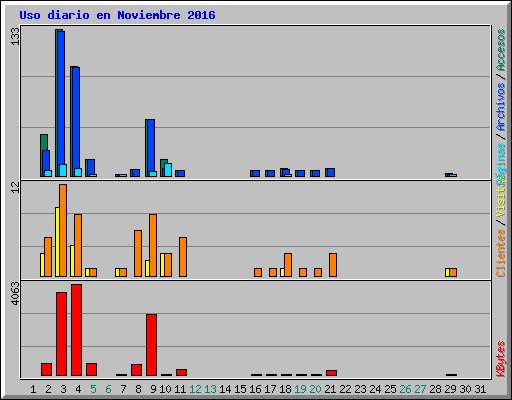 Uso diario en Noviembre 2016
133
12
4063
Clientes / Visitas
Páginas / Archivos / Accesos
KBytes
1 2 3 4 5 6 7 8 9 10 11 12 13 14 15 16 17 18 19 20 21 22 23 24 25 26 27 28 29 30 31